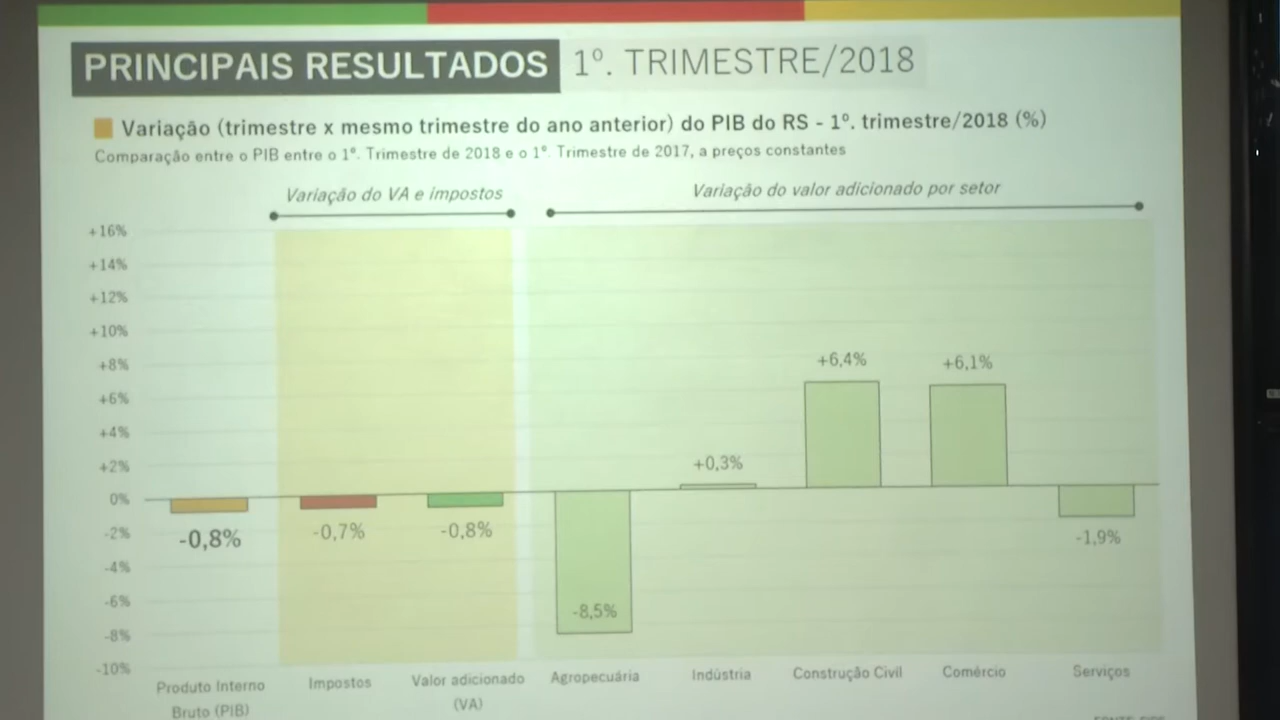 PRINCIPAIS RESULTADOS 1º. TRIMESTRE/2018
Variação (trimestre x mesmo trimestre do ano anterior) do PIB do RS - 1º. trimestre/2018 (%)
Comparação entre o PIB entre o 1º. Trimestre de 2018 e o 1º. Trimestre de 2017, a preços constantes
Variação do VA e impostos
Variação do valor adicionado por setor
+16%
+14%
+12%
+10%
+8%
+6%
+4%
+2%
0%
-2%
-4%
-6%
-8%
-10%
-0,8%
-0,7%
-0,8%
-8,5%
+0,3%
+6,4%
+6,1%
-1,9%
Produto Interno
Bruto (PIB)
Impostos
Valor adicionado
(VA)
Agropecuária
Indústria
Construção Civil
Comércio
Serviços